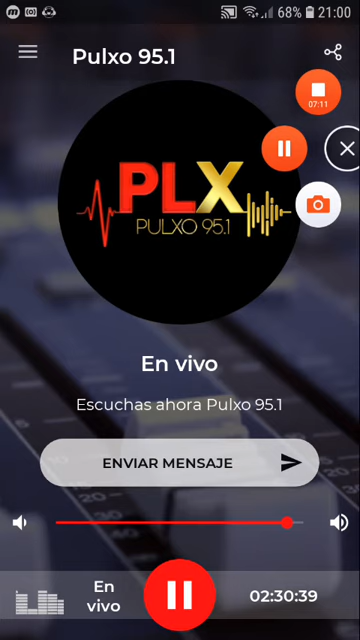 68% 21:00
Pulxo 95.1
07:11
PLX
PULXO 95.1
En vivo
Escuchas ahora Pulxo 95.1
ENVIAR MENSAJE
En
vivo
02:30:39